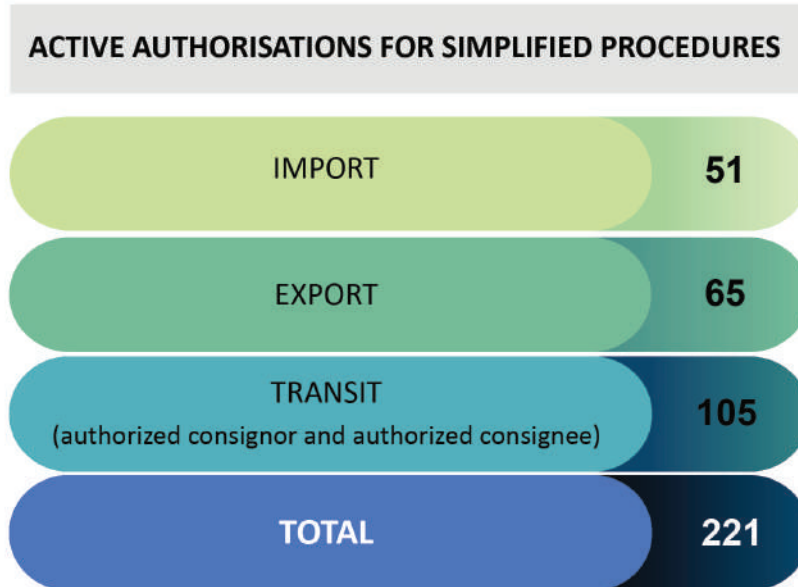 ACTIVE AUTHORISATIONS FOR SIMPLIFIED PROCEDURES
IMPORT 51
EXPORT 65
TRANSIT
(authorized consignor and authorized consignee) 105
TOTAL 221